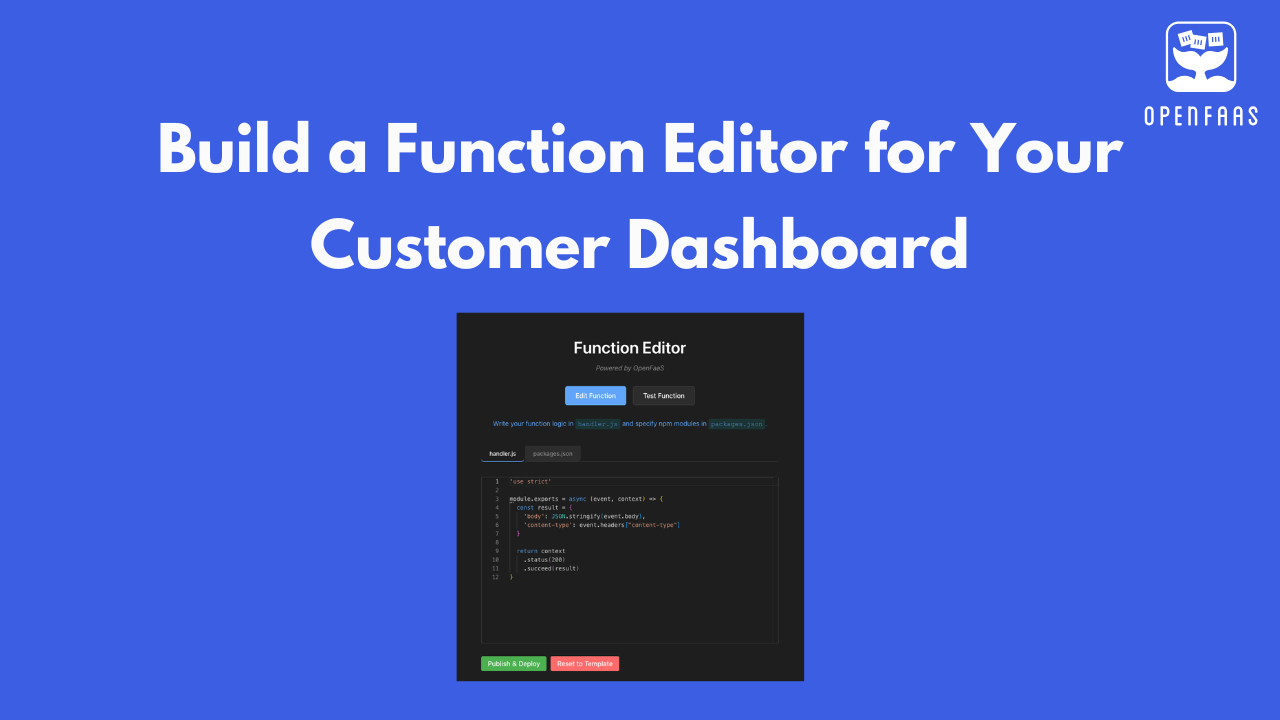 OPENFAAS
Build a Function Editor for Your
Customer Dashboard
Function Editor
Powered by OpenFaaS
Edit Function Test Function
Write your function logic in handler.js and specify npm modules in packages.json.
handler.js packages.json
1 'use strict'
2
3 module.exports = async (event, context) => {
4 const result = {
5 'body': JSON.stringify(event.body),
6 'content-type': event.headers["content-type"]
7 }
8
9 return context
10 .status(200)
11 .succeed(result)
12 }
Publish & Deploy Reset to Template